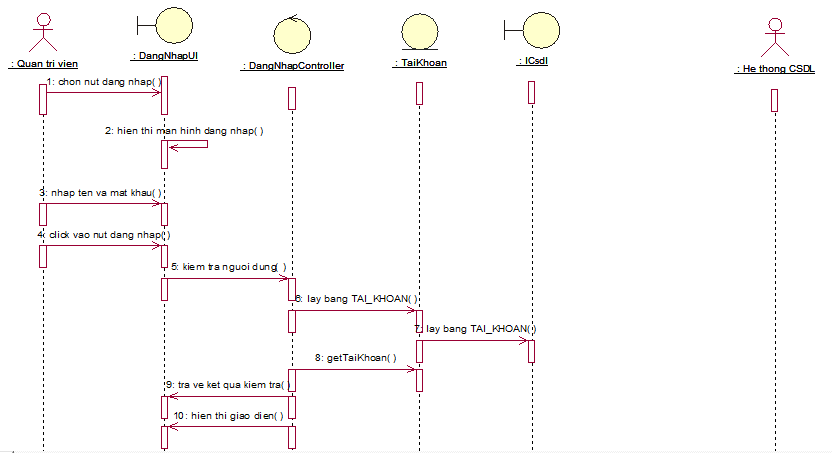 : Quan tri vien
: DangNhapUI
: DangNhapController
: TaiKhoan
: ICsdl
: He thong CSDL
1: chon nut dang nhap( )
2: hien thi man hinh dang nhap( )
3: nhap ten va mat khau( )
4: click vao nut dang nhap( )
5: kiem tra nguoi dung( )
6: lay bang TAI_KHOAN( )
7: lay bang TAI_KHOAN( )
8: getTaiKhoan( )
9: tra ve ket qua kiem tra( )
10: hien thi giao dien( )